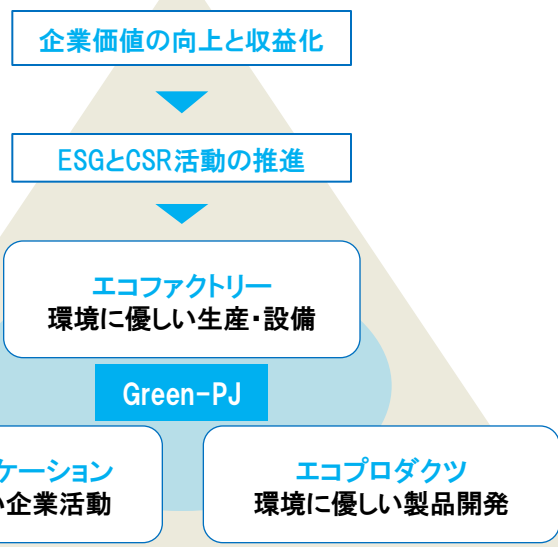 企業価値の向上と収益化
ESGとCSR活動の推進
エコファクトリー
環境に優しい生産・設備
Green-PJ
ケーション
い企業活動
エコプロダクツ
環境に優しい製品開発